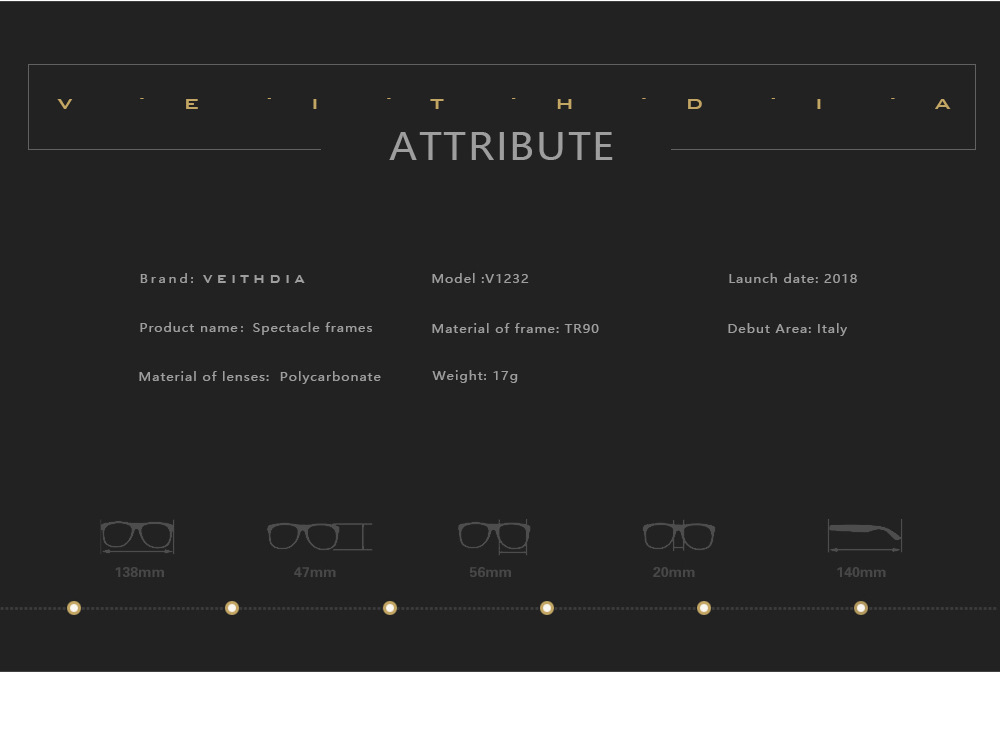 V - E - I - T - H - D - I - A
ATTRIBUTE
Brand: VEITHDIA Model :V1232 Launch date: 2018
Product name: Spectacle frames Material of frame: TR90 Debut Area: Italy
Material of lenses: Polycarbonate Weight: 17g
138mm 47mm 56mm 20mm 140mm